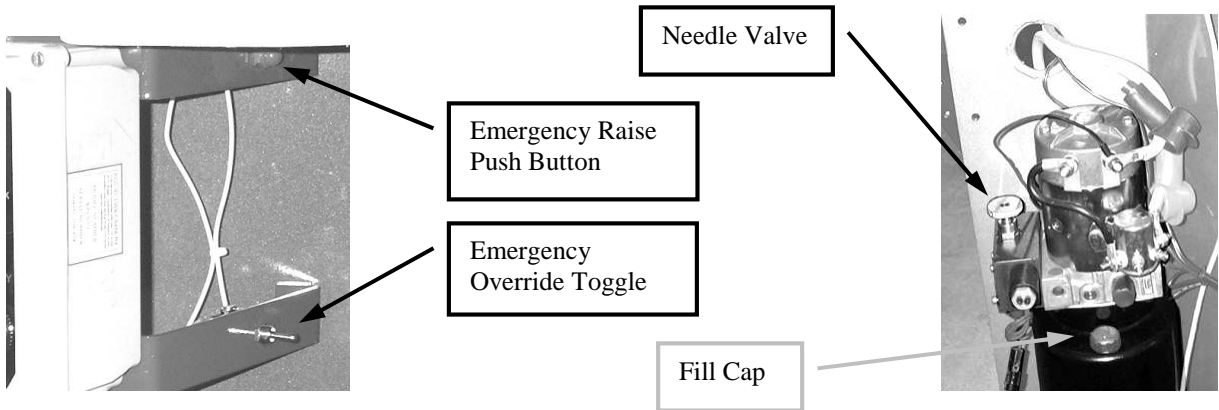 Needle Valve
Emergency Raise
Push Button
Emergency
Override Toggle
Fill Cap